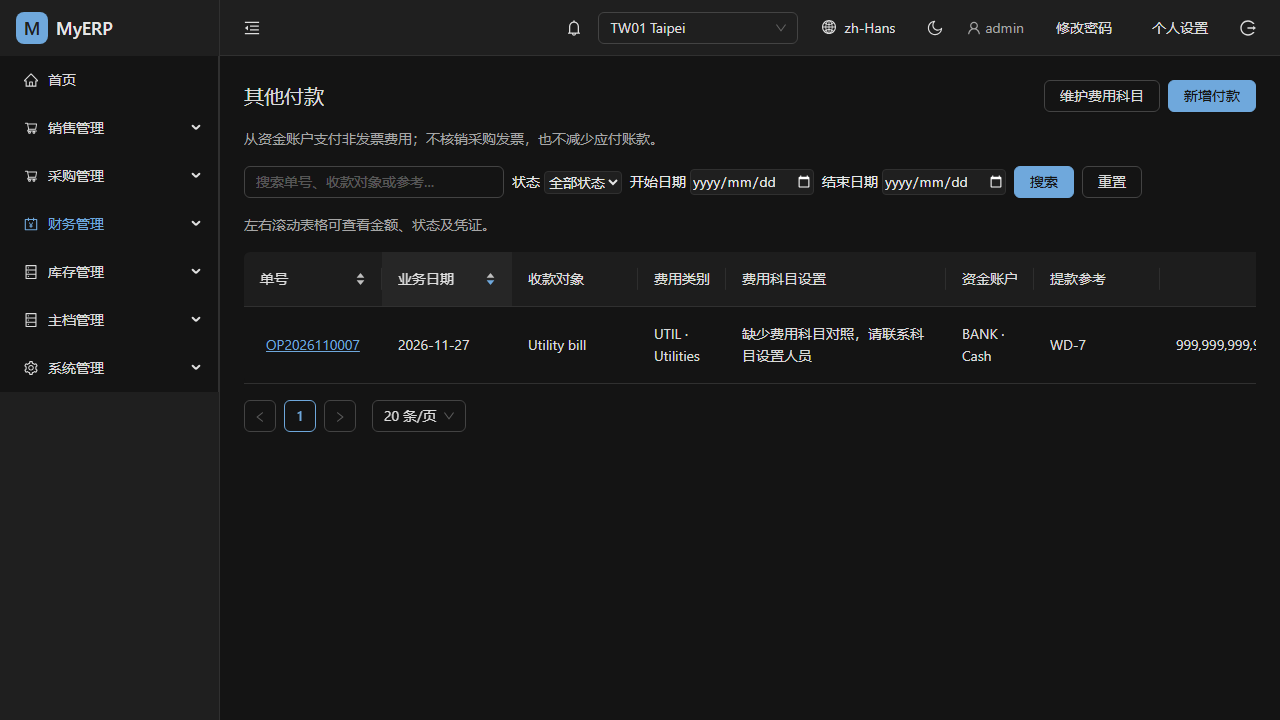 M MyERP
TW01 Taipei
zh-Hans
admin
修改密码
个人设置
首页
销售管理
采购管理
财务管理
库存管理
主档管理
系统管理
其他付款
维护费用科目
新增付款
从资金账户支付非发票费用；不核销采购发票，也不减少应付账款。
搜索单号、收款对象或参考...
状态 全部状态 开始日期 yyyy/mm/dd 结束日期 yyyy/mm/dd 搜索 重置
左右滚动表格可查看金额、状态及凭证。
单号 业务日期 收款对象 费用类别 费用科目设置 资金账户 提款参考
OP2026110007 2026-11-27 Utility bill UTIL · Utilities 缺少费用科目对照，请联系科目设置人员 BANK · Cash WD-7 999,999,999,9
1
20 条/页